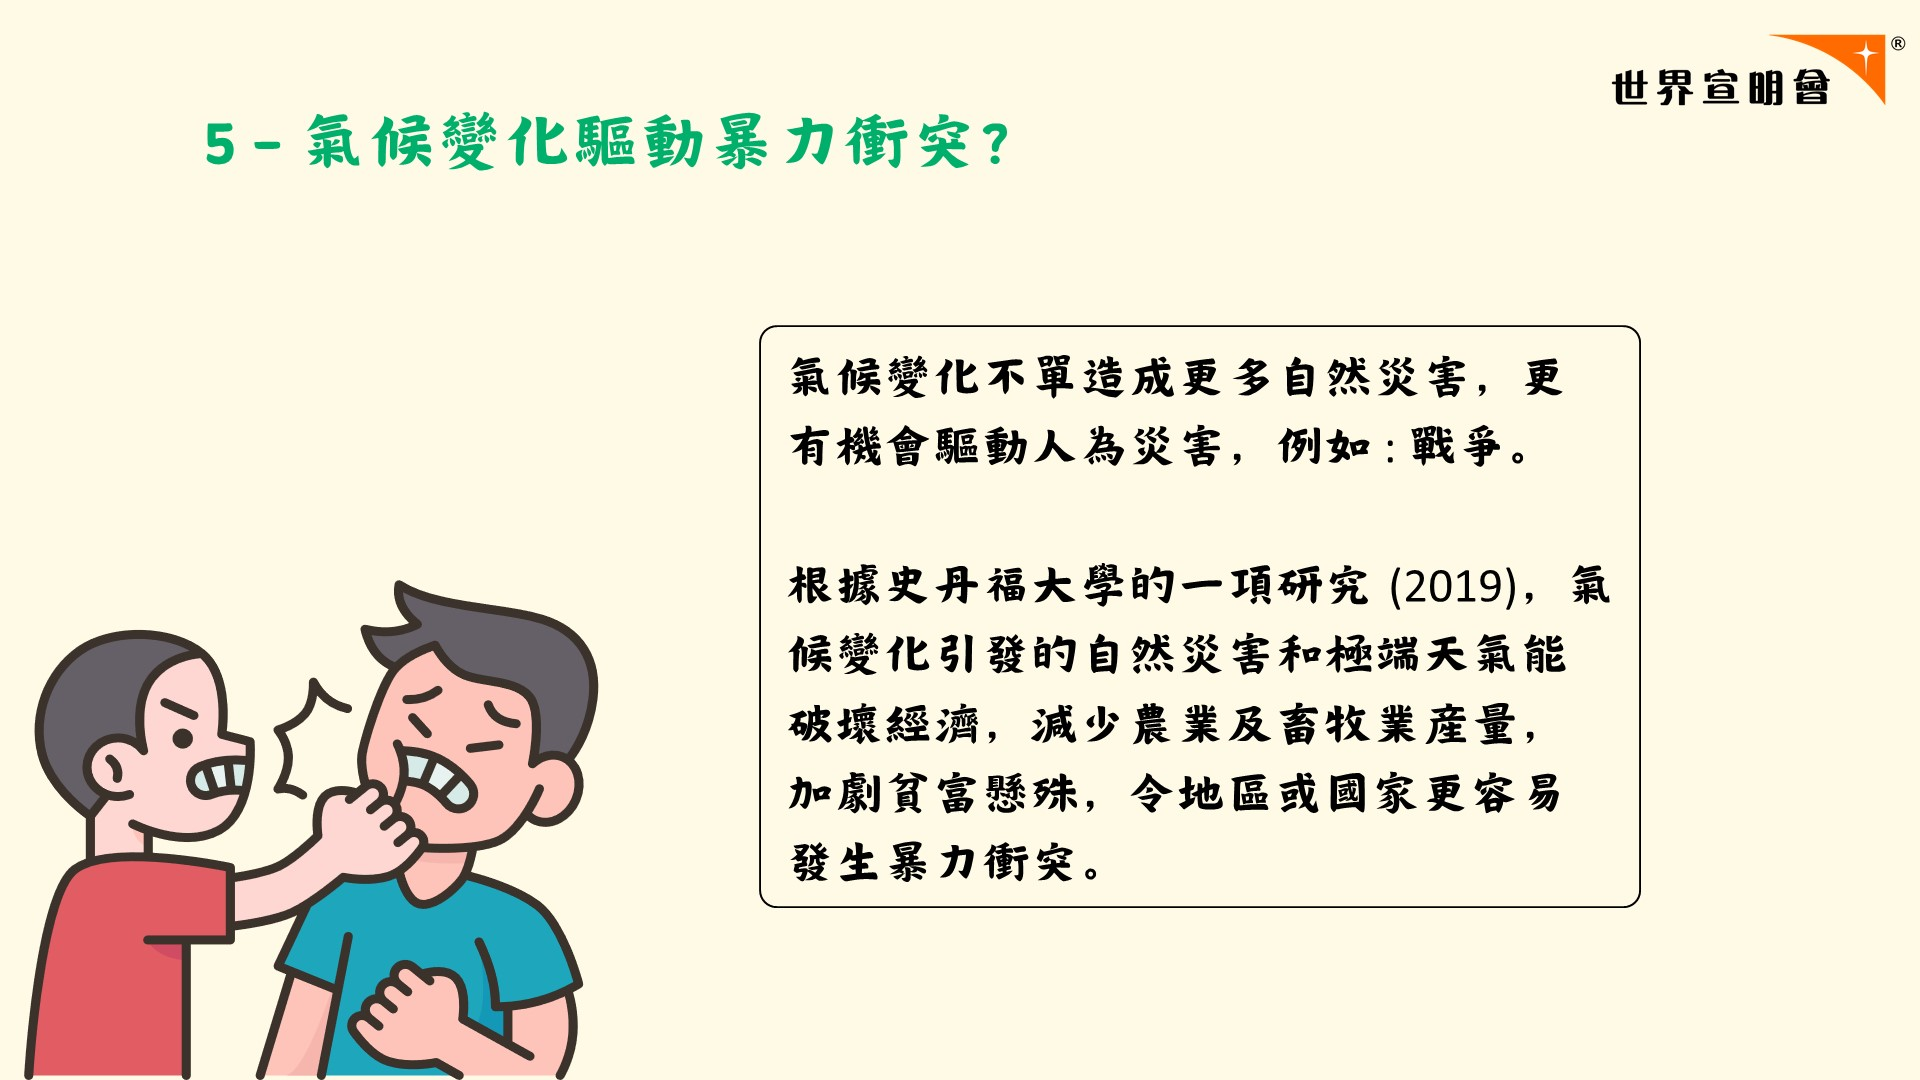 世界宣明會®
5 – 氣候變化驅動暴力衝突?
氣候變化不單造成更多自然災害，更
有機會驅動人為災害，例如 : 戰爭。
根據史丹福大學的一項研究 (2019)，氣
候變化引發的自然災害和極端天氣能
破壞經濟，減少農業及畜牧業產量，
加劇貧富懸殊，令地區或國家更容易
發生暴力衝突。